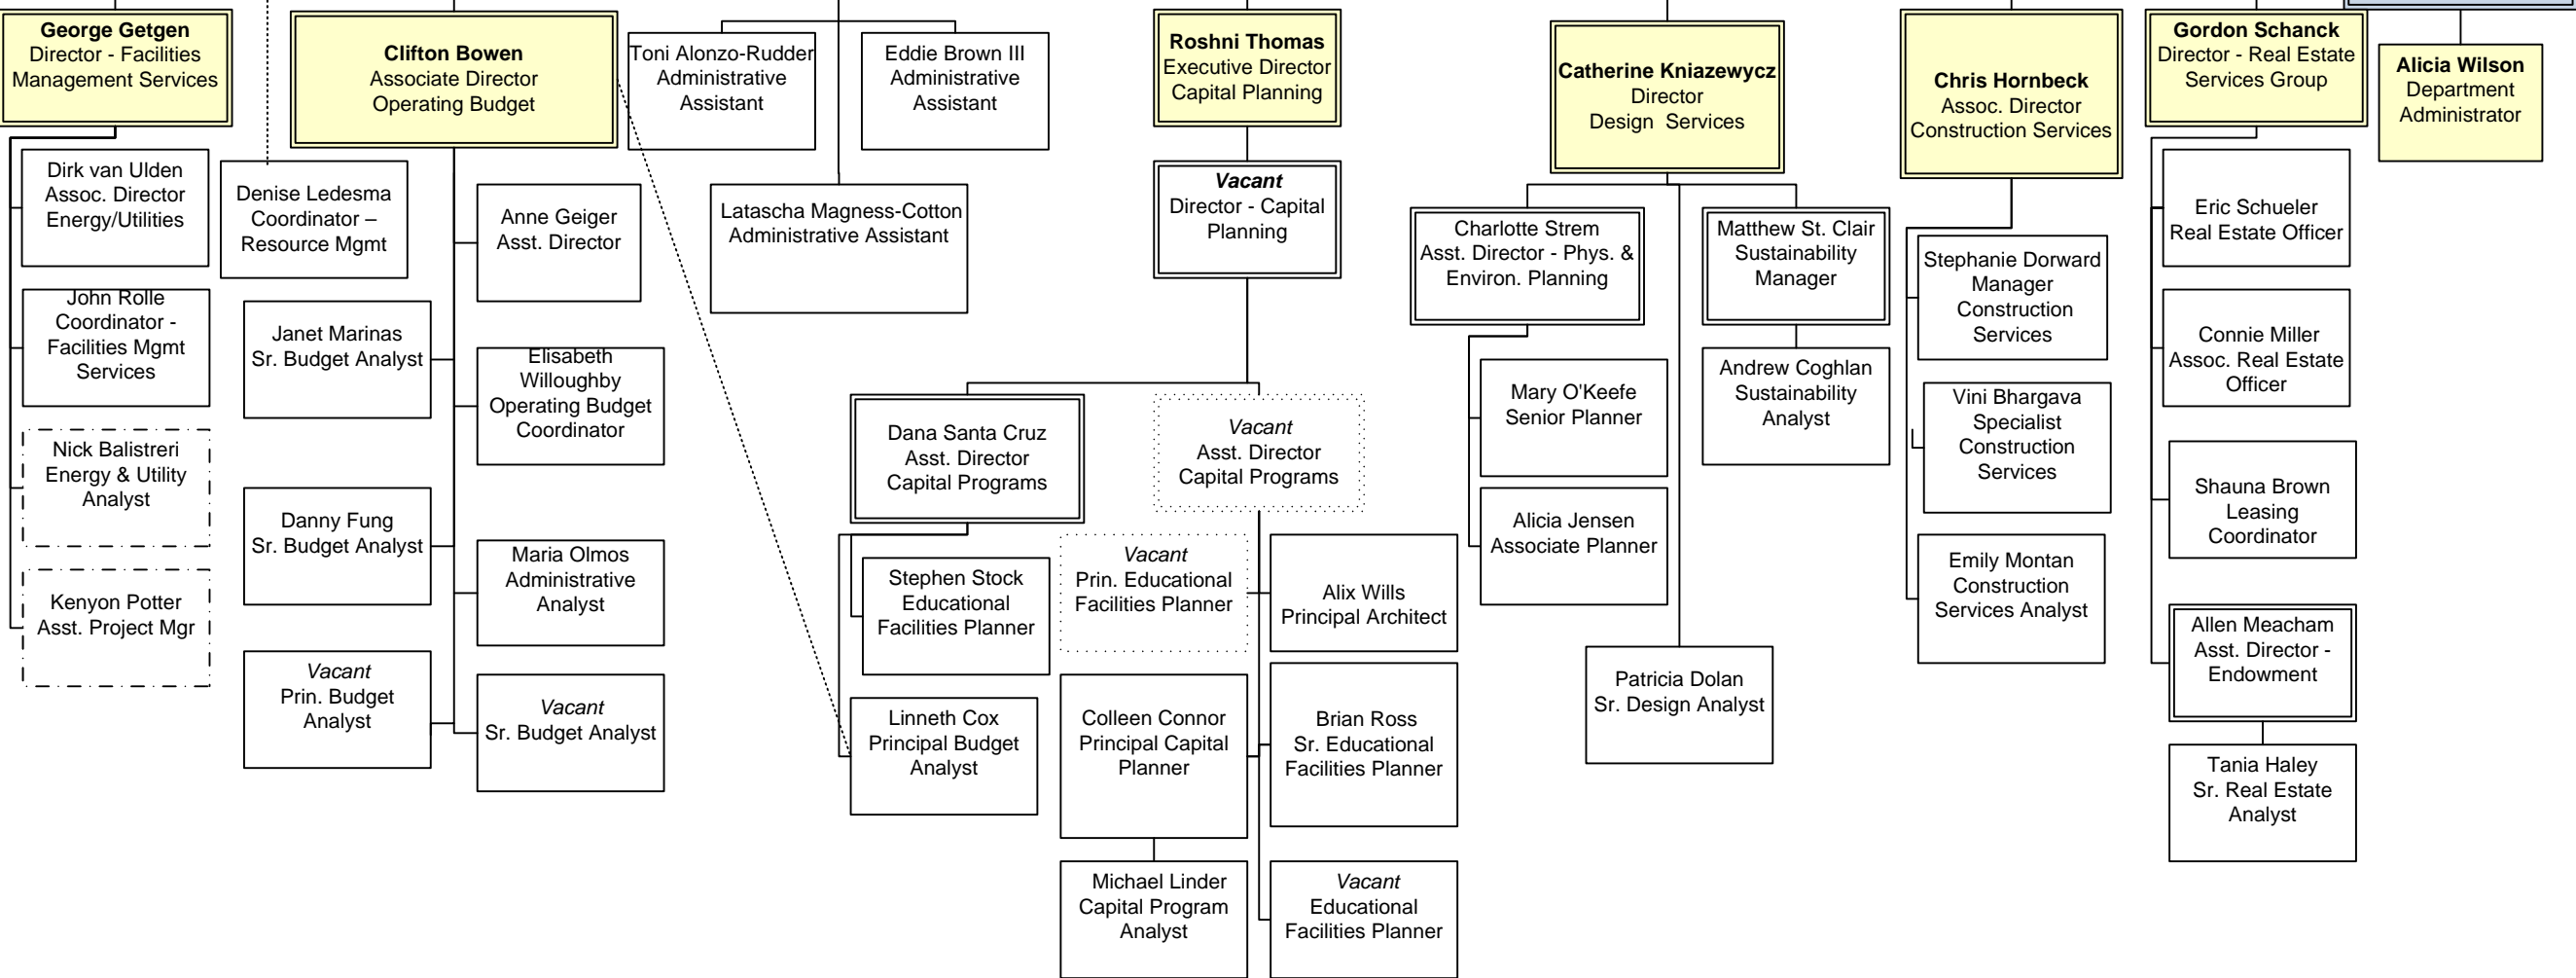 George Getgen
Director - Facilities
Management Services
Dirk van Ulden
Assoc. Director
Energy/Utilities
John Rolle
Coordinator -
Facilities Mgmt
Services
Nick Balistreri
Energy & Utility
Analyst
Kenyon Potter
Asst. Project Mgr
Denise Ledesma
Coordinator –
Resource Mgmt
Clifton Bowen
Associate Director
Operating Budget
Anne Geiger
Asst. Director
Janet Marinas
Sr. Budget Analyst
Elisabeth
Willoughby
Operating Budget
Coordinator
Danny Fung
Sr. Budget Analyst
Maria Olmos
Administrative
Analyst
Vacant
Prin. Budget
Analyst
Vacant
Sr. Budget Analyst
Toni Alonzo-Rudder
Administrative
Assistant
Eddie Brown III
Administrative
Assistant
Latascha Magness-Cotton
Administrative Assistant
Roshni Thomas
Executive Director
Capital Planning
Vacant
Director - Capital
Planning
Dana Santa Cruz
Asst. Director
Capital Programs
Stephen Stock
Educational
Facilities Planner
Linneth Cox
Principal Budget
Analyst
Vacant
Asst. Director
Capital Programs
Vacant
Prin. Educational
Facilities Planner
Alix Wills
Principal Architect
Colleen Connor
Principal Capital
Planner
Brian Ross
Sr. Educational
Facilities Planner
Michael Linder
Capital Program
Analyst
Vacant
Educational
Facilities Planner
Catherine Kniazewycz
Director
Design Services
Charlotte Strem
Asst. Director - Phys. &
Environ. Planning
Mary O'Keefe
Senior Planner
Alicia Jensen
Associate Planner
Matthew St. Clair
Sustainability
Manager
Andrew Coghlan
Sustainability
Analyst
Patricia Dolan
Sr. Design Analyst
Chris Hornbeck
Assoc. Director
Construction Services
Stephanie Dorward
Manager
Construction
Services
Vini Bhargava
Specialist
Construction
Services
Emily Montan
Construction
Services Analyst
Gordon Schanck
Director - Real Estate
Services Group
Eric Schueler
Real Estate Officer
Connie Miller
Assoc. Real Estate
Officer
Shauna Brown
Leasing
Coordinator
Allen Meacham
Asst. Director -
Endowment
Tania Haley
Sr. Real Estate
Analyst
Alicia Wilson
Department
Administrator